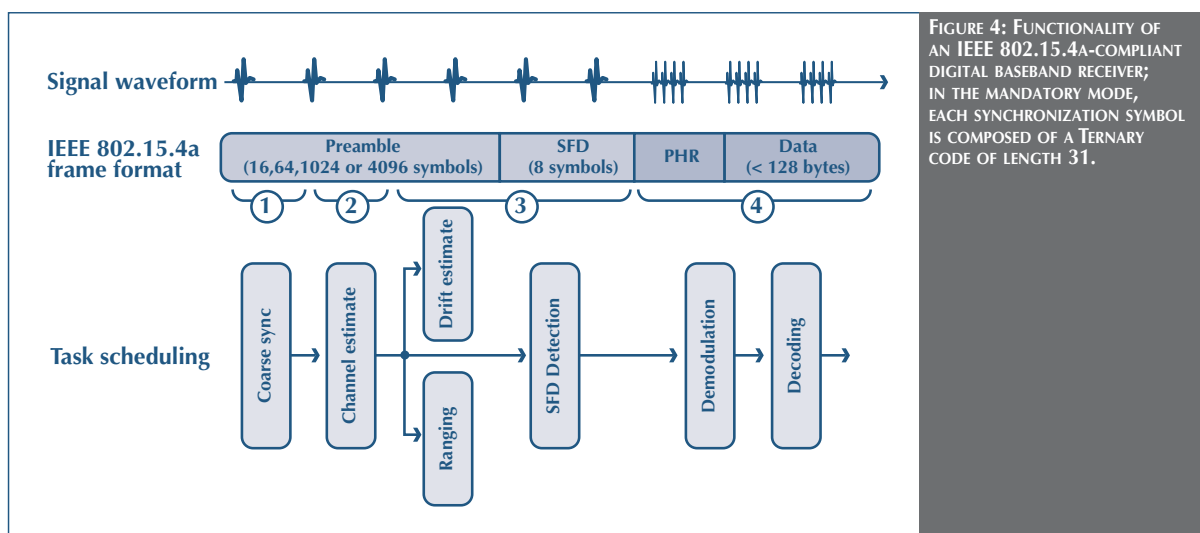 FIGURE 4: FUNCTIONALITY OF
AN IEEE 802.15.4A-COMPLIANT
DIGITAL BASEBAND RECEIVER;
IN THE MANDATORY MODE,
EACH SYNCHRONIZATION SYMBOL
IS COMPOSED OF A TERNARY
CODE OF LENGTH 31.
Signal waveform
IEEE 802.15.4a
frame format
Preamble
(16,64,1024 or 4096 symbols)
SFD
(8 symbols)
PHR
Data
(< 128 bytes)
1
2
3
4
Task scheduling
Coarse sync
Channel estimate
Drift estimate
Ranging
SFD Detection
Demodulation
Decoding